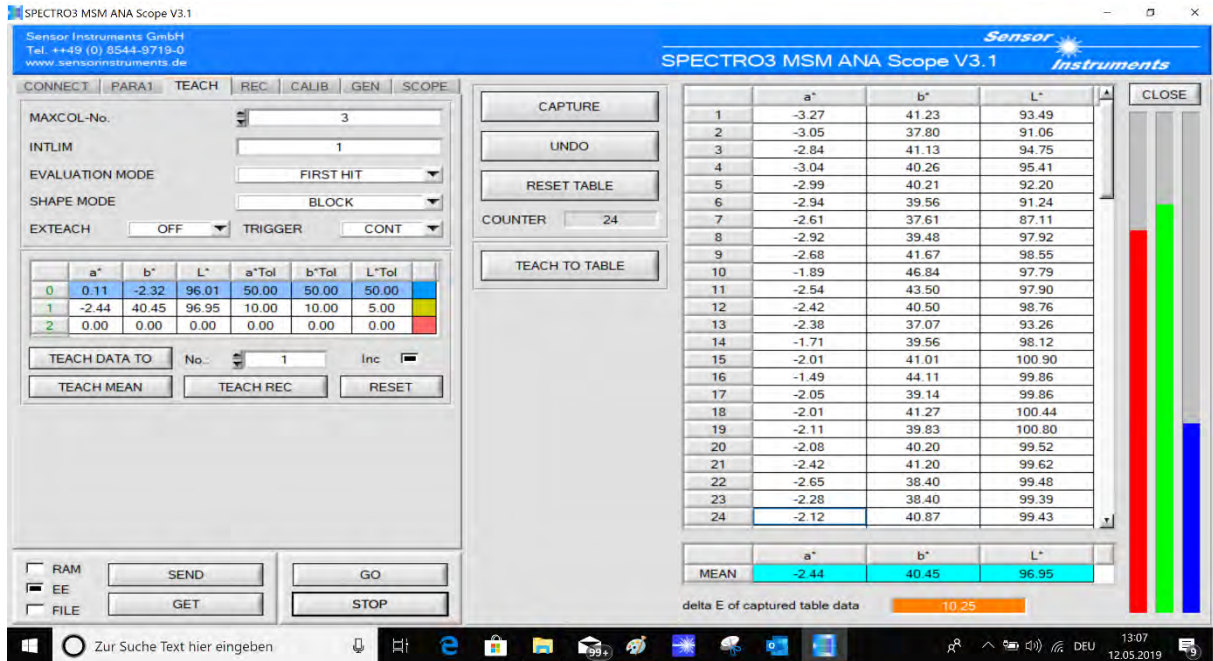 SPECTRO3 MSM ANA Scope V3.1
Sensor Instruments GmbH
Tel. ++49 (0) 8544-9719-0
www.sensorinstruments.de
SPECTRO3 MSM ANA Scope V3.1
Sensor Instruments
CONNECT PARA1 TEACH REC CALIB GEN SCOPE
MAXCOL-No. 3
INTLIM 1
EVALUATION MODE FIRST HIT
SHAPE MODE BLOCK
EXTEACH OFF TRIGGER CONT
a* b* L* a*Tol b*Tol L*Tol
0 0.11 -2.32 96.01 50.00 50.00 50.00
1 -2.44 40.45 96.95 10.00 10.00 5.00
2 0.00 0.00 0.00 0.00 0.00 0.00
TEACH DATA TO No.: 1 Inc
TEACH MEAN TEACH REC RESET
RAM
EE
FILE
SEND GO
GET STOP
CAPTURE
UNDO
RESET TABLE
COUNTER 24
TEACH TO TABLE
a* b* L*
1 -3.27 41.23 93.49
2 -3.05 37.80 91.06
3 -2.84 41.13 94.75
4 -3.04 40.26 95.41
5 -2.99 40.21 92.20
6 -2.94 39.56 91.24
7 -2.61 37.61 87.11
8 -2.92 39.48 97.92
9 -2.68 41.67 98.55
10 -1.89 46.84 97.79
11 -2.54 43.50 97.90
12 -2.42 40.50 98.76
13 -2.38 37.07 93.26
14 -1.71 39.56 98.12
15 -2.01 41.01 100.90
16 -1.49 44.11 99.86
17 -2.05 39.14 99.86
18 -2.01 41.27 100.44
19 -2.11 39.83 100.80
20 -2.08 40.20 99.52
21 -2.42 41.20 99.62
22 -2.65 38.40 99.48
23 -2.28 38.40 99.39
24 -2.12 40.87 99.43
a* b* L*
MEAN -2.44 40.45 96.95
delta E of captured table data 10.25
CLOSE
Zur Suche Text hier eingeben
99+
DEU
13:07
12.05.2019
9